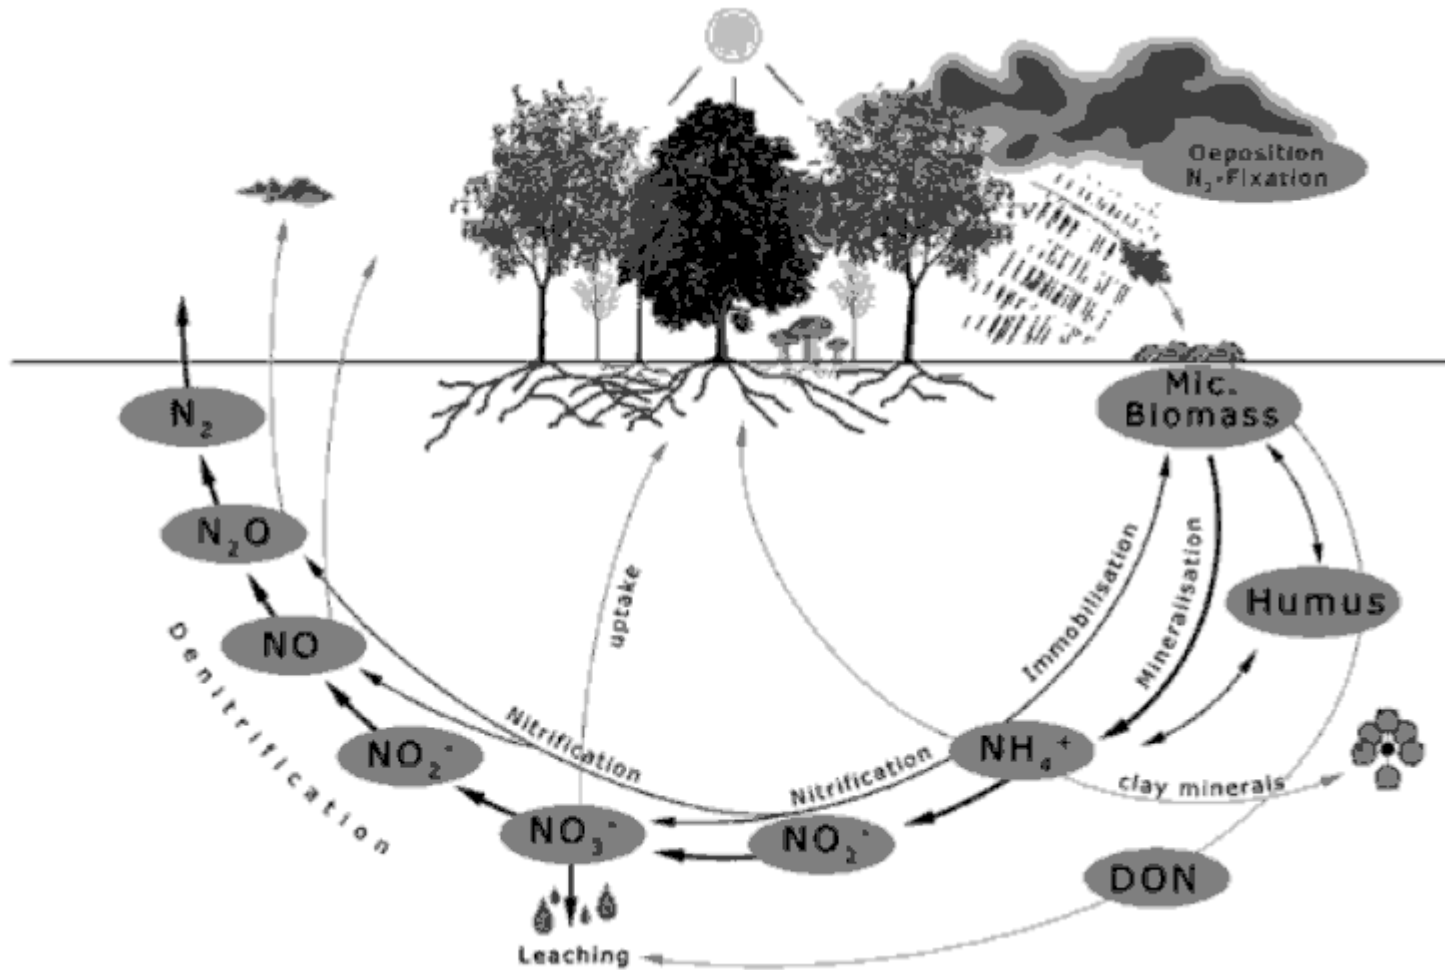 Deposition
N₂-Fixation
Mic.
Biomass
N₂
N₂O
Humus
NO
Denitrification
NO₂⁻
NO₃⁻
NO₂⁻
NH₄⁺
uptake
Immobilisation
Mineralisation
Nitrification
Nitrification
clay minerals
DON
Leaching